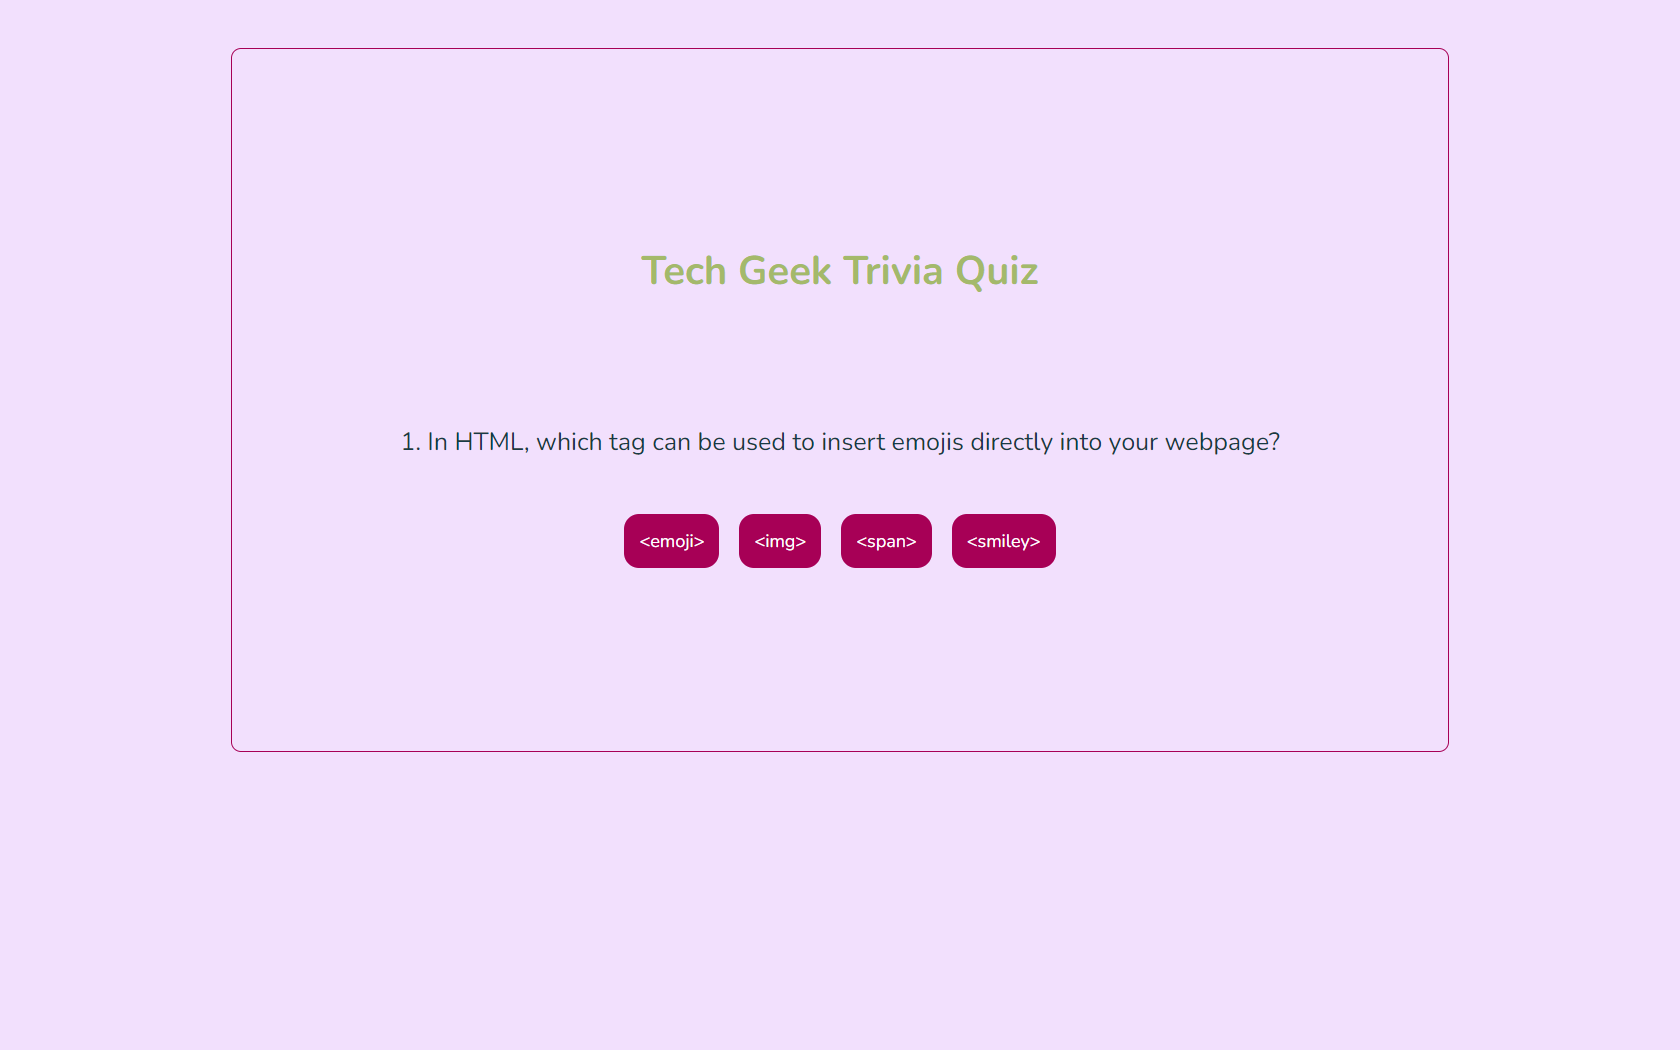 Tech Geek Trivia Quiz
1. In HTML, which tag can be used to insert emojis directly into your webpage?
<emoji> <img> <span> <smiley>